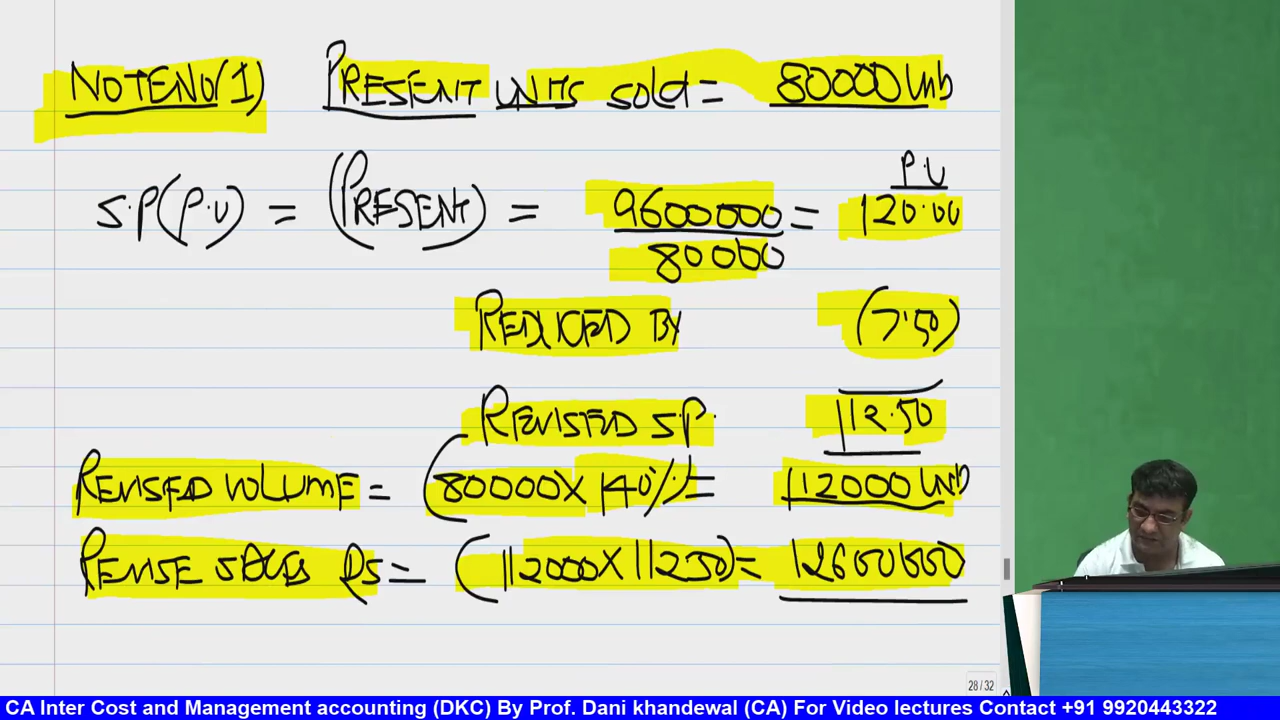 NOTENO(1) PRESENT UNITS sold = 80000 Units
P.U
S.P(P.U) = (PRESENT) = 9600000 = 120.00
80000
REDUCED BY (7.50)
REVISED S.P. 112.50
REVISED VOLUME = (80000 X 140%) = 112000 Units
REVISE SALES RS = (112000 X 112.50) = 12600000
28 / 32
CA Inter Cost and Management accounting (DKC) By Prof. Dani khandewal (CA) For Video lectures Contact +91 9920443322